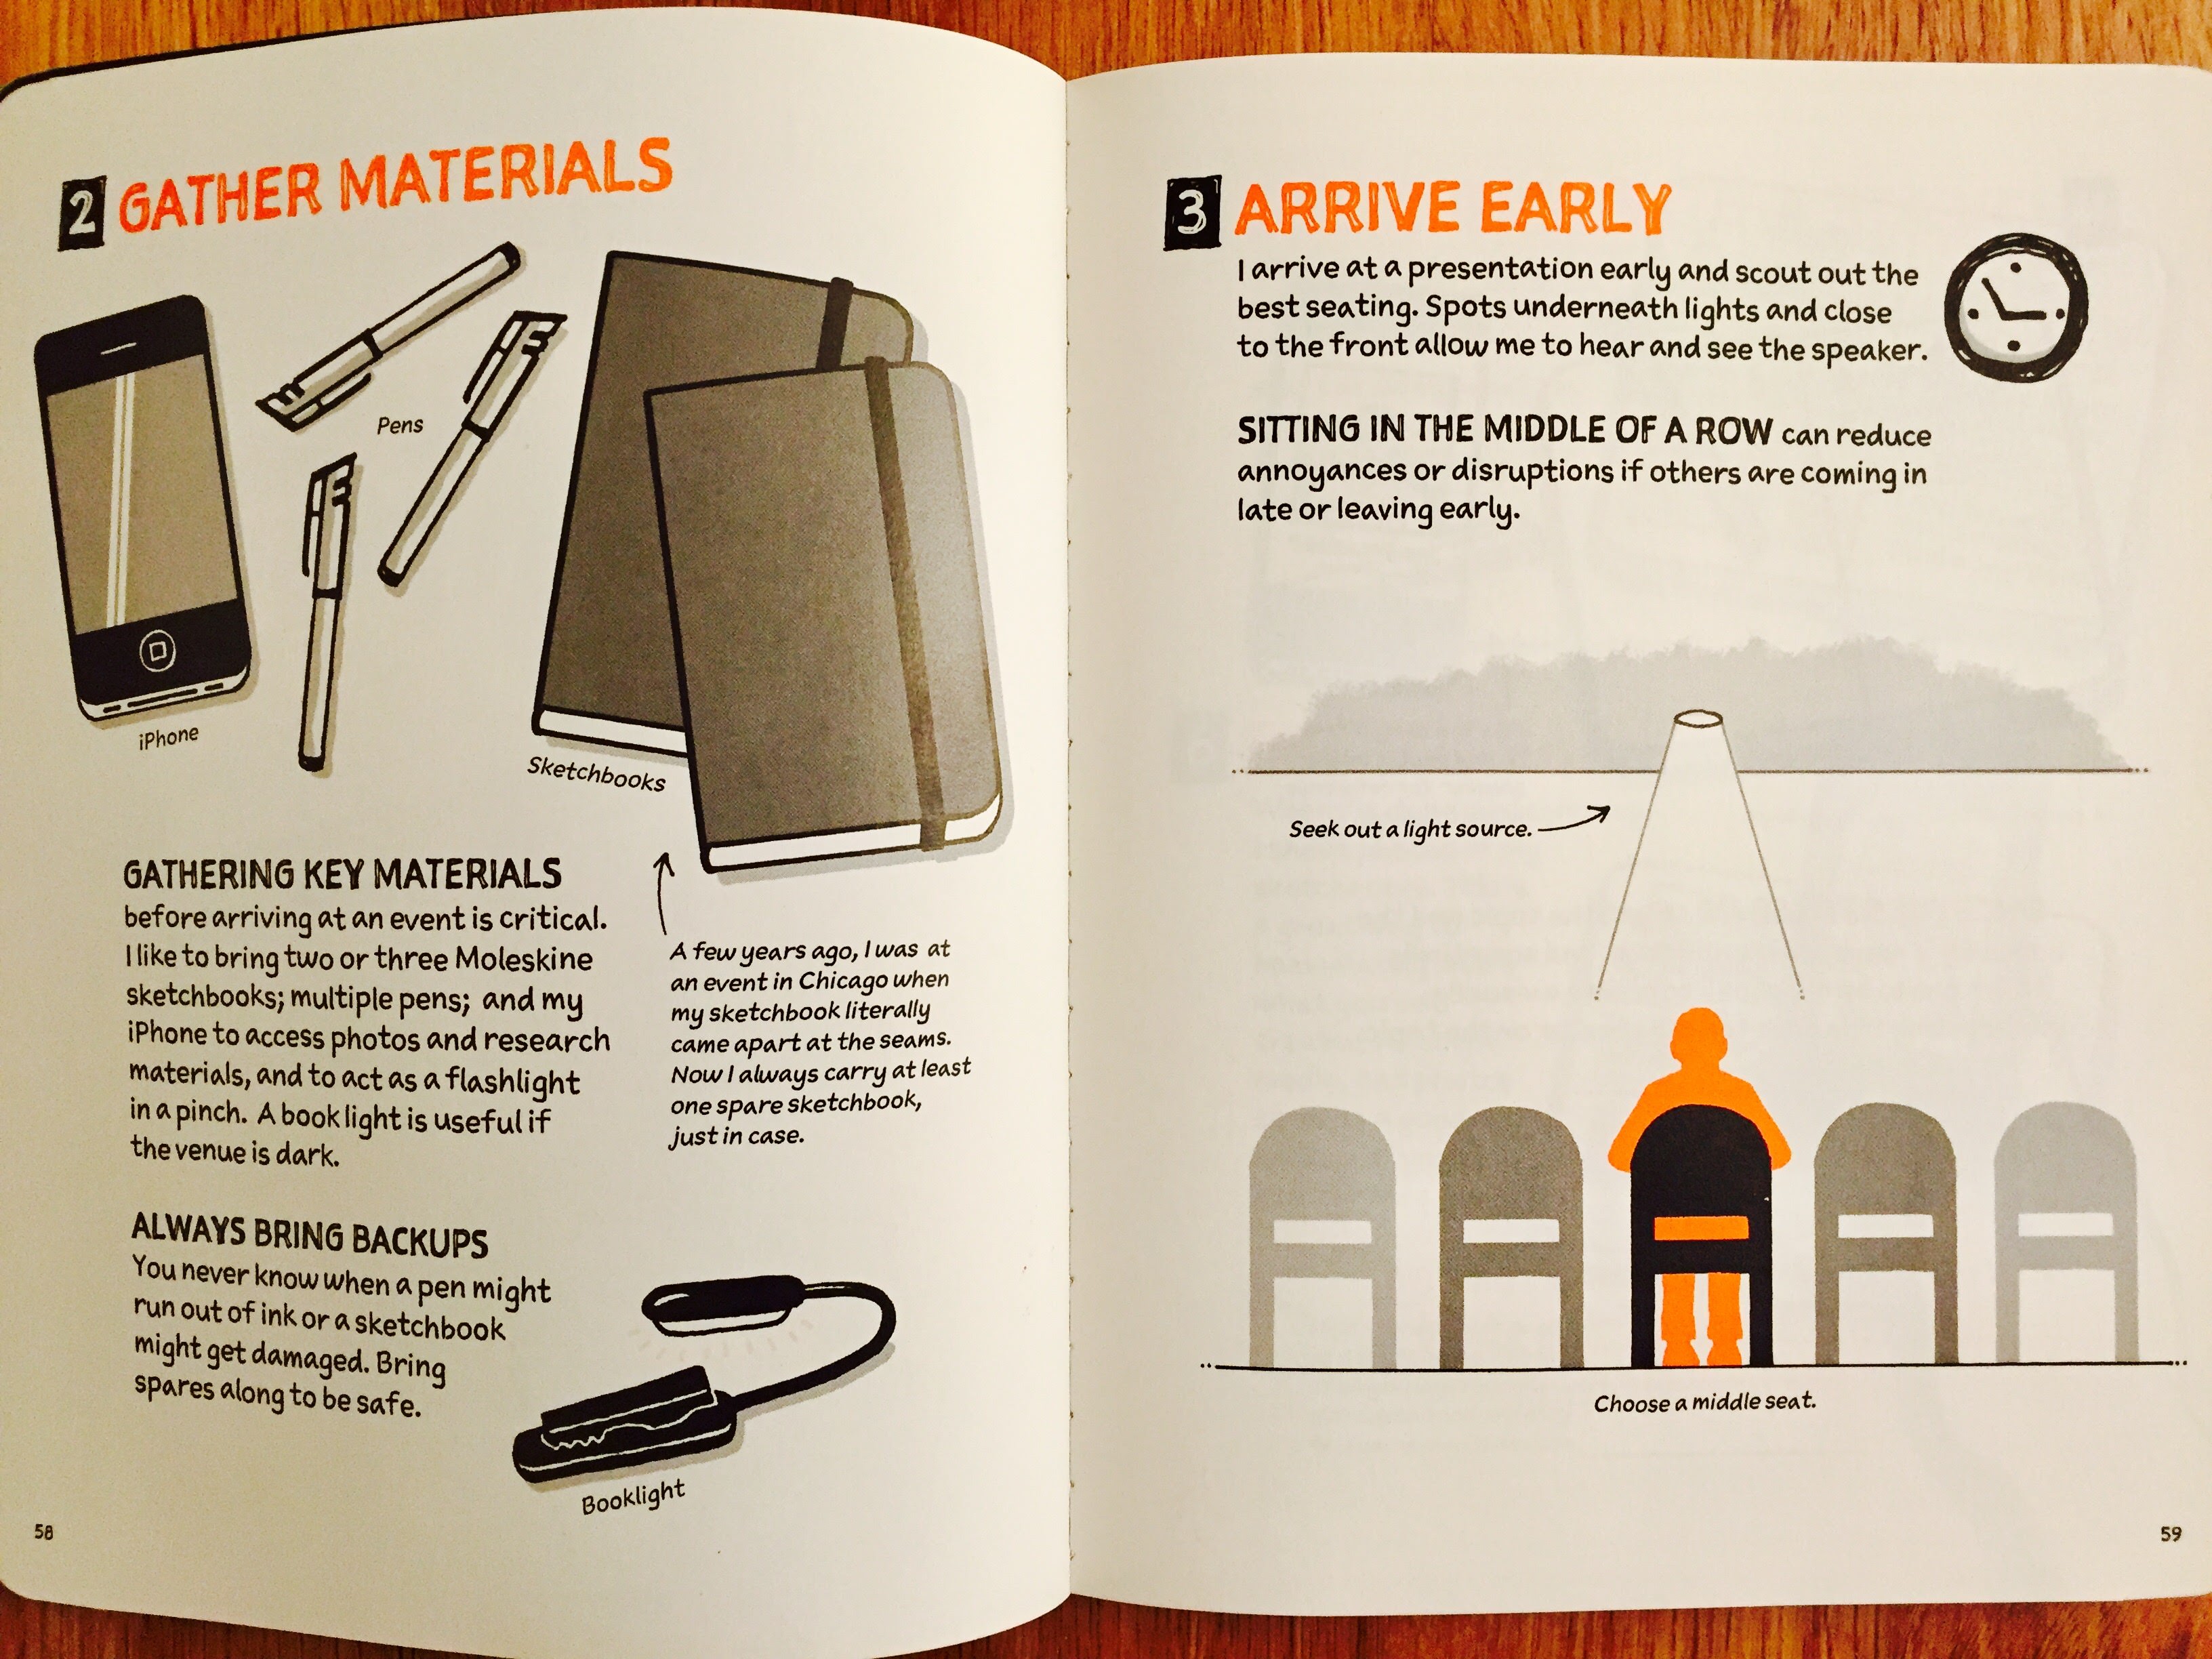 2 GATHER MATERIALS
Pens
iPhone
Sketchbooks
GATHERING KEY MATERIALS
before arriving at an event is critical.
I like to bring two or three Moleskine
sketchbooks; multiple pens; and my
iPhone to access photos and research
materials, and to act as a flashlight
in a pinch. A book light is useful if
the venue is dark.
A few years ago, I was at
an event in Chicago when
my sketchbook literally
came apart at the seams.
Now I always carry at least
one spare sketchbook,
just in case.
ALWAYS BRING BACKUPS
You never know when a pen might
run out of ink or a sketchbook
might get damaged. Bring
spares along to be safe.
Booklight
58
3 ARRIVE EARLY
I arrive at a presentation early and scout out the
best seating. Spots underneath lights and close
to the front allow me to hear and see the speaker.
SITTING IN THE MIDDLE OF A ROW can reduce
annoyances or disruptions if others are coming in
late or leaving early.
Seek out a light source.
Choose a middle seat.
59